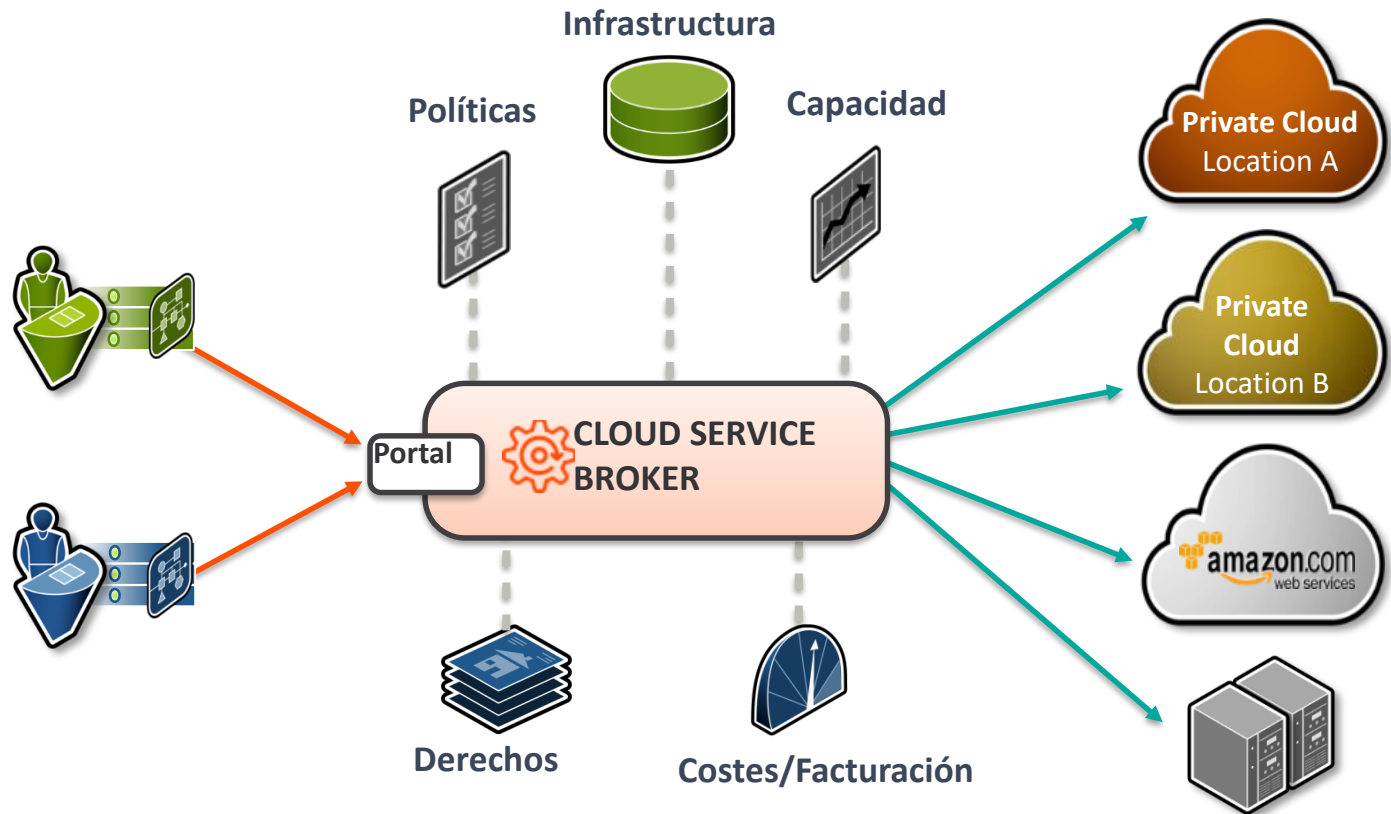 Infrastructura
Políticas
Capacidad
Private Cloud
Location A
Private
Cloud
Location B
Portal
CLOUD SERVICE
BROKER
amazon.com
web services
Derechos
Costes/Facturación